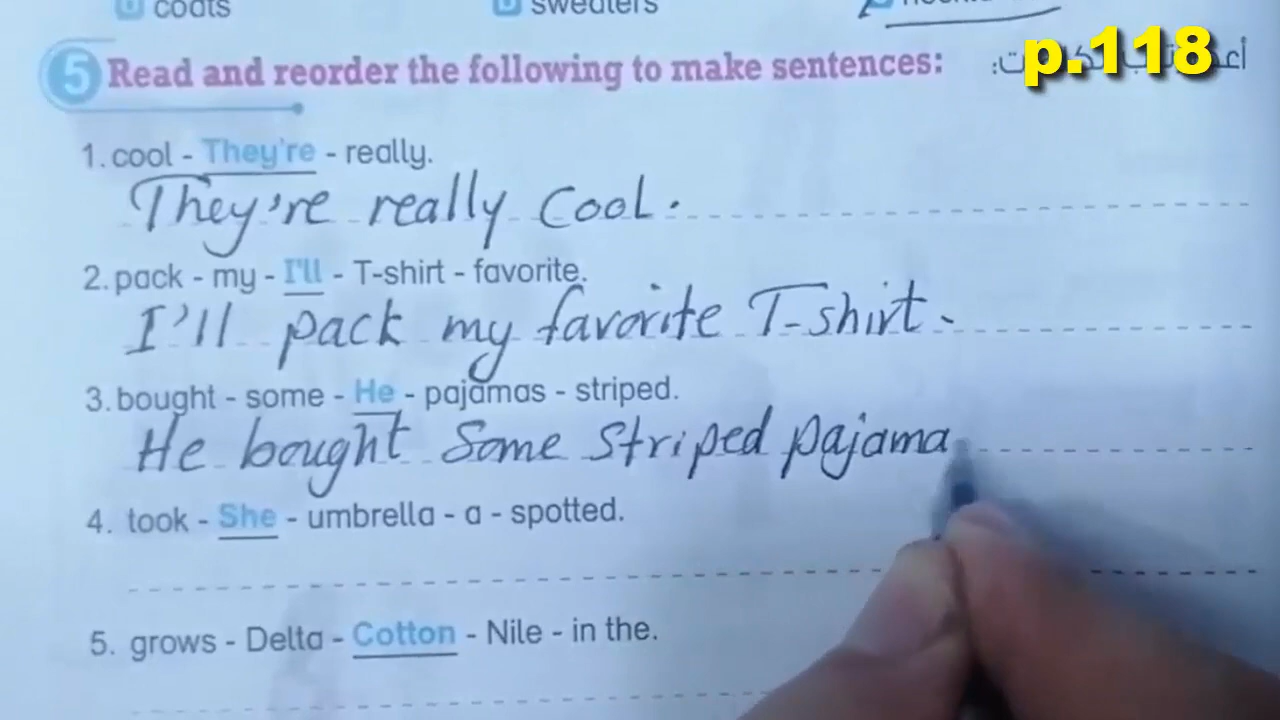 coats
sweaters
p.118
5 Read and reorder the following to make sentences:
1. cool - They're - really.
They're really cool.
2. pack - my - I'll - T-shirt - favorite.
I'll pack my favorite T-shirt.
3. bought - some - He - pajamas - striped.
He bought some striped pajama
4. took - She - umbrella - a - spotted.
5. grows - Delta - Cotton - Nile - in the.